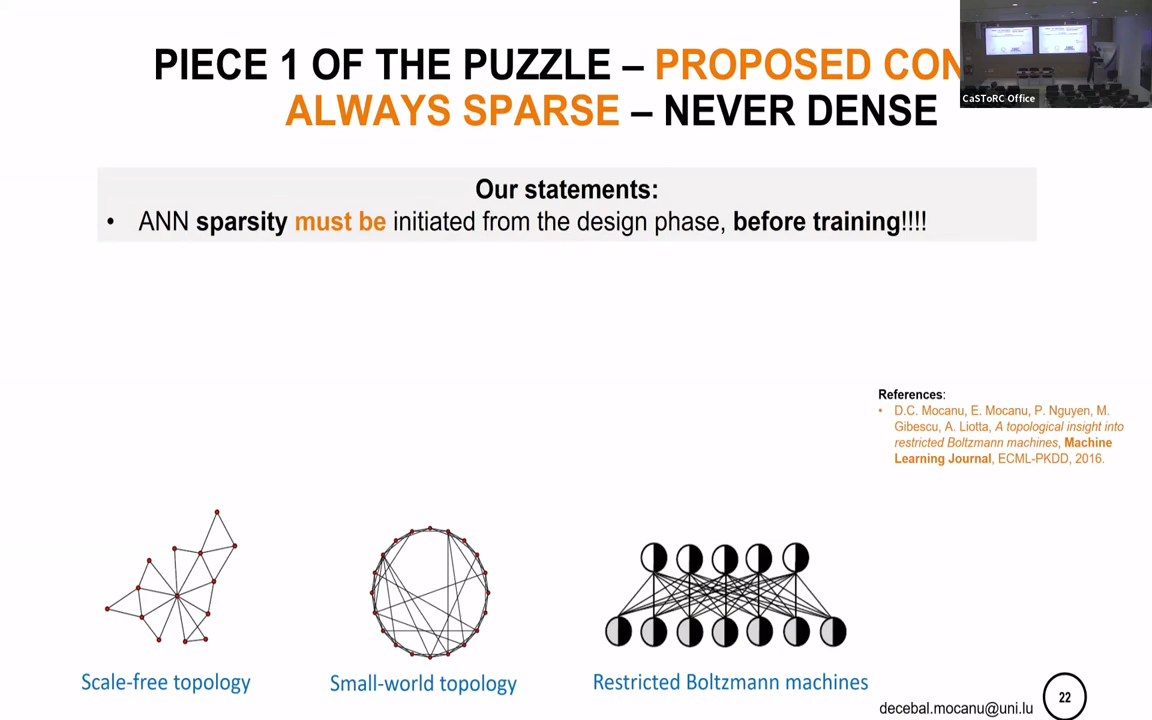 PIECE 1 OF THE PUZZLE – PROPOSED CON
ALWAYS SPARSE – NEVER DENSE
CaSToRC Office
Our statements:
• ANN sparsity must be initiated from the design phase, before training!!!!
References:
• D.C. Mocanu, E. Mocanu, P. Nguyen, M.
Gibescu, A. Liotta, A topological insight into
restricted Boltzmann machines, Machine
Learning Journal, ECML-PKDD, 2016.
Scale-free topology
Small-world topology
Restricted Boltzmann machines
decebal.mocanu@uni.lu
22